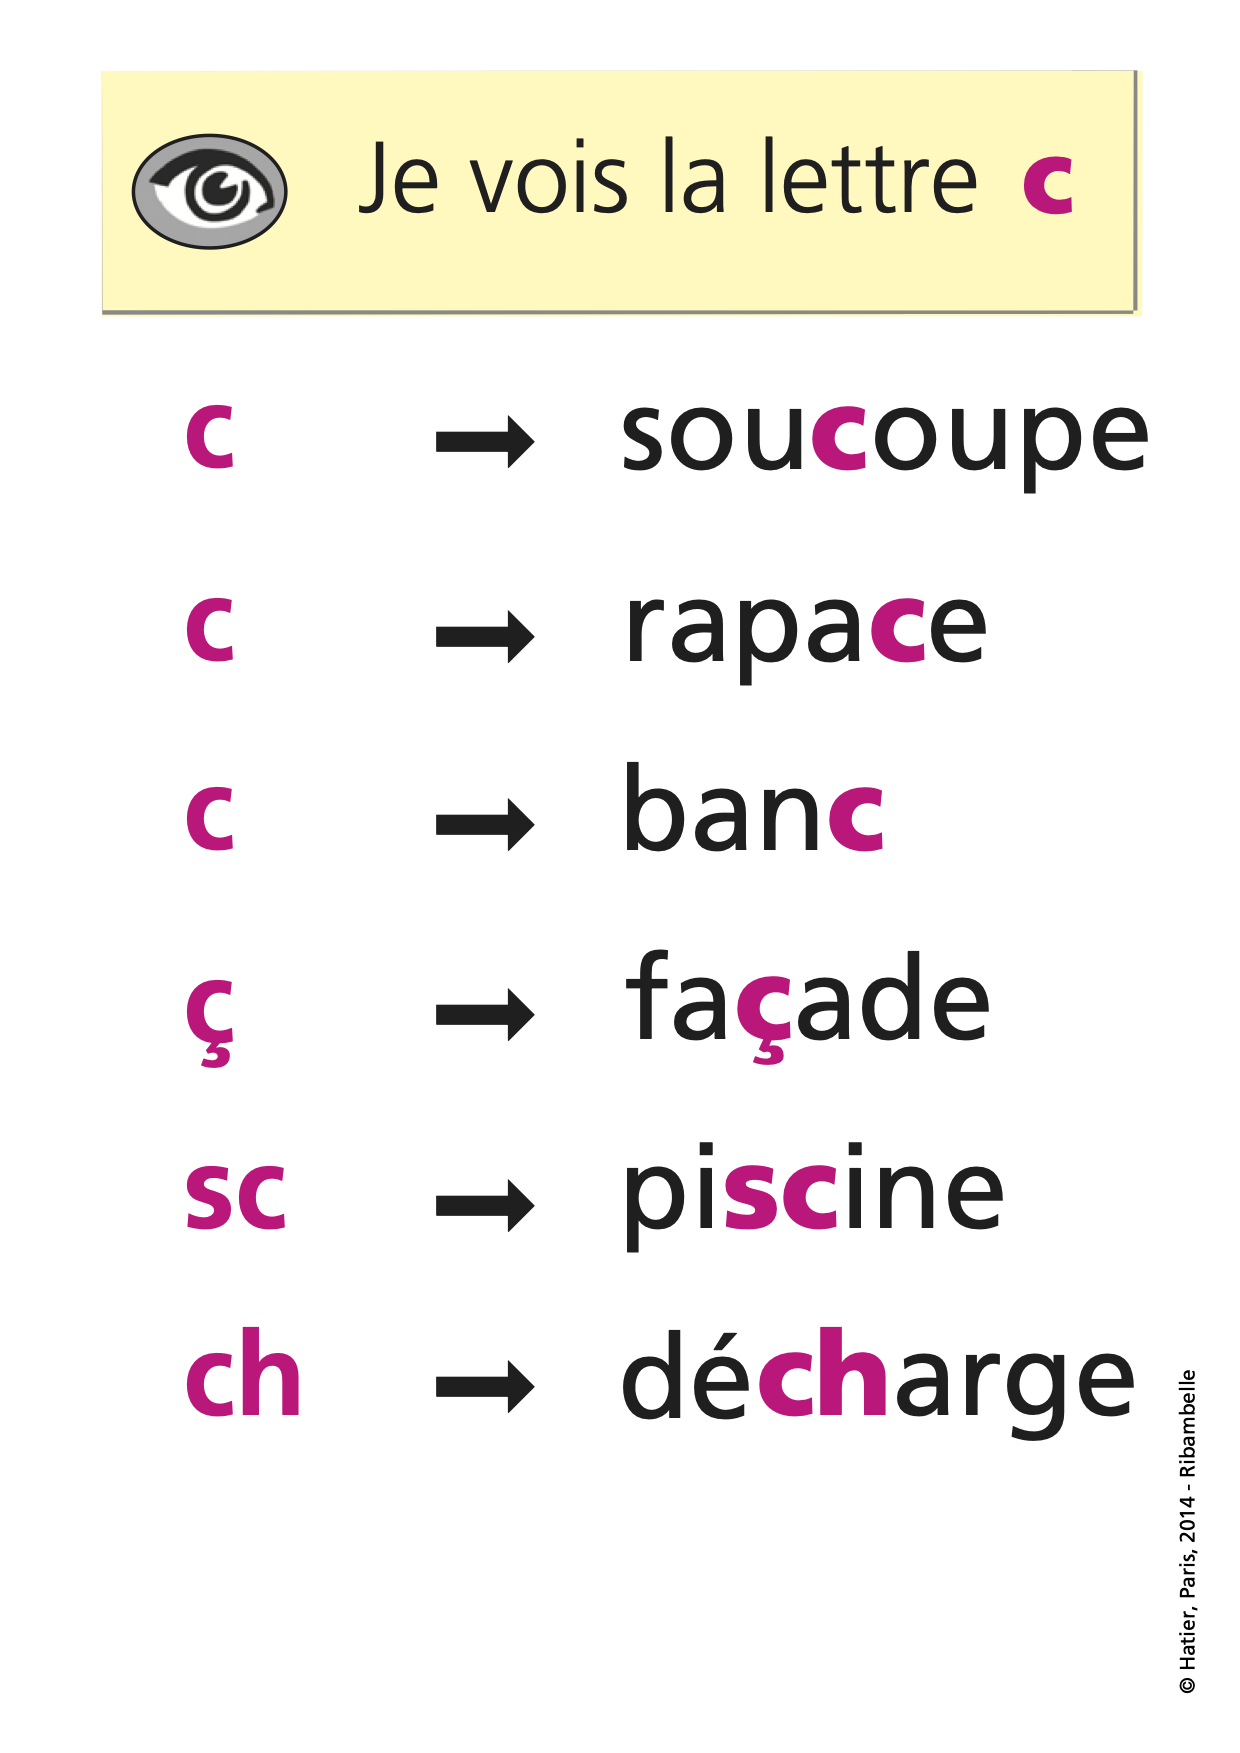 Je vois la lettre c
c → soucoupe
c → rapace
c → banc
ç → façade
sc → piscine
ch → décharge
© Hatier, Paris, 2014 - Ribambelle